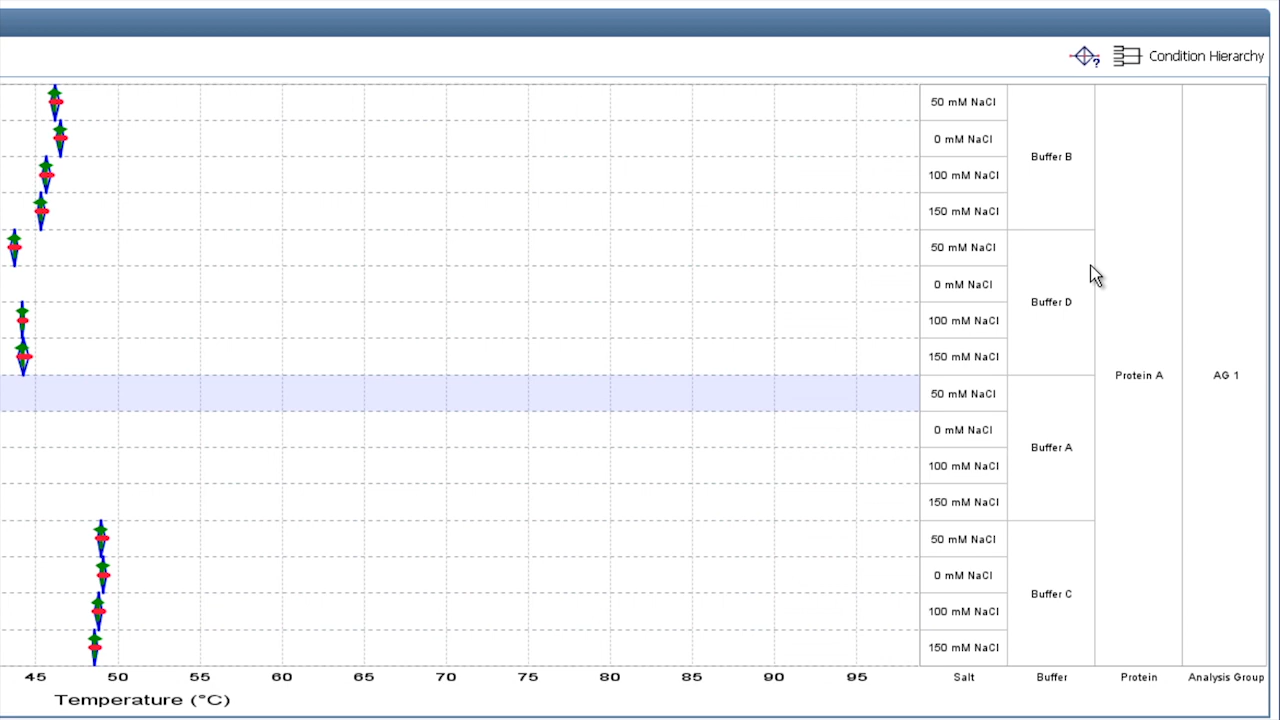 ?
Condition Hierarchy
50 mM NaCl
0 mM NaCl
100 mM NaCl
150 mM NaCl
Buffer B
50 mM NaCl
0 mM NaCl
100 mM NaCl
150 mM NaCl
Buffer D
50 mM NaCl
0 mM NaCl
100 mM NaCl
150 mM NaCl
Buffer A
50 mM NaCl
0 mM NaCl
100 mM NaCl
150 mM NaCl
Buffer C
Protein A
AG 1
45 50 55 60 65 70 75 80 85 90 95
Salt Buffer Protein Analysis Group
Temperature (°C)